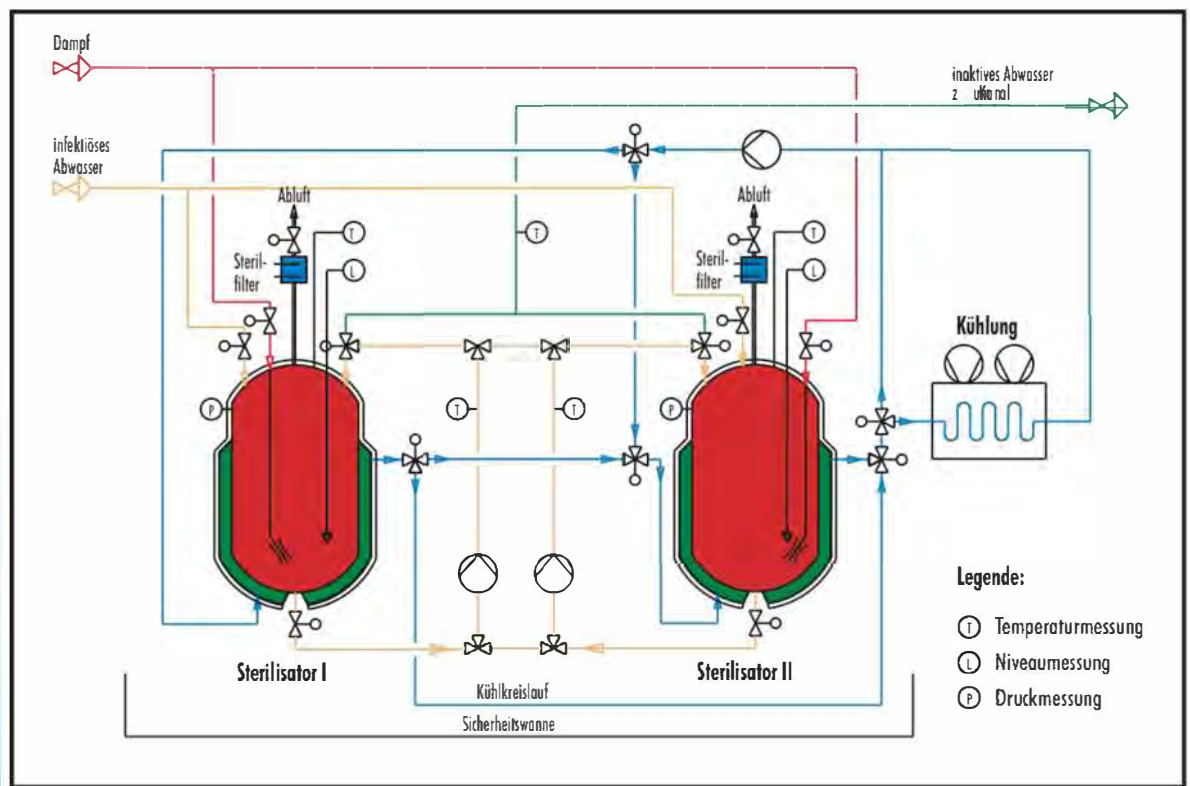 Dampf
inaktives Abwasser
z uKanal
infektiöses
Abwasser
Abluft
Abluft
T
T
T
Steril-
filter
L
Steril-
filter
L
Kühlung
P
T
T
P
Legende:
T Temperaturmessung
Sterilisator I
Sterilisator II
L Niveaumessung
Kühlkreislauf
P Druckmessung
Sicherheitswanne